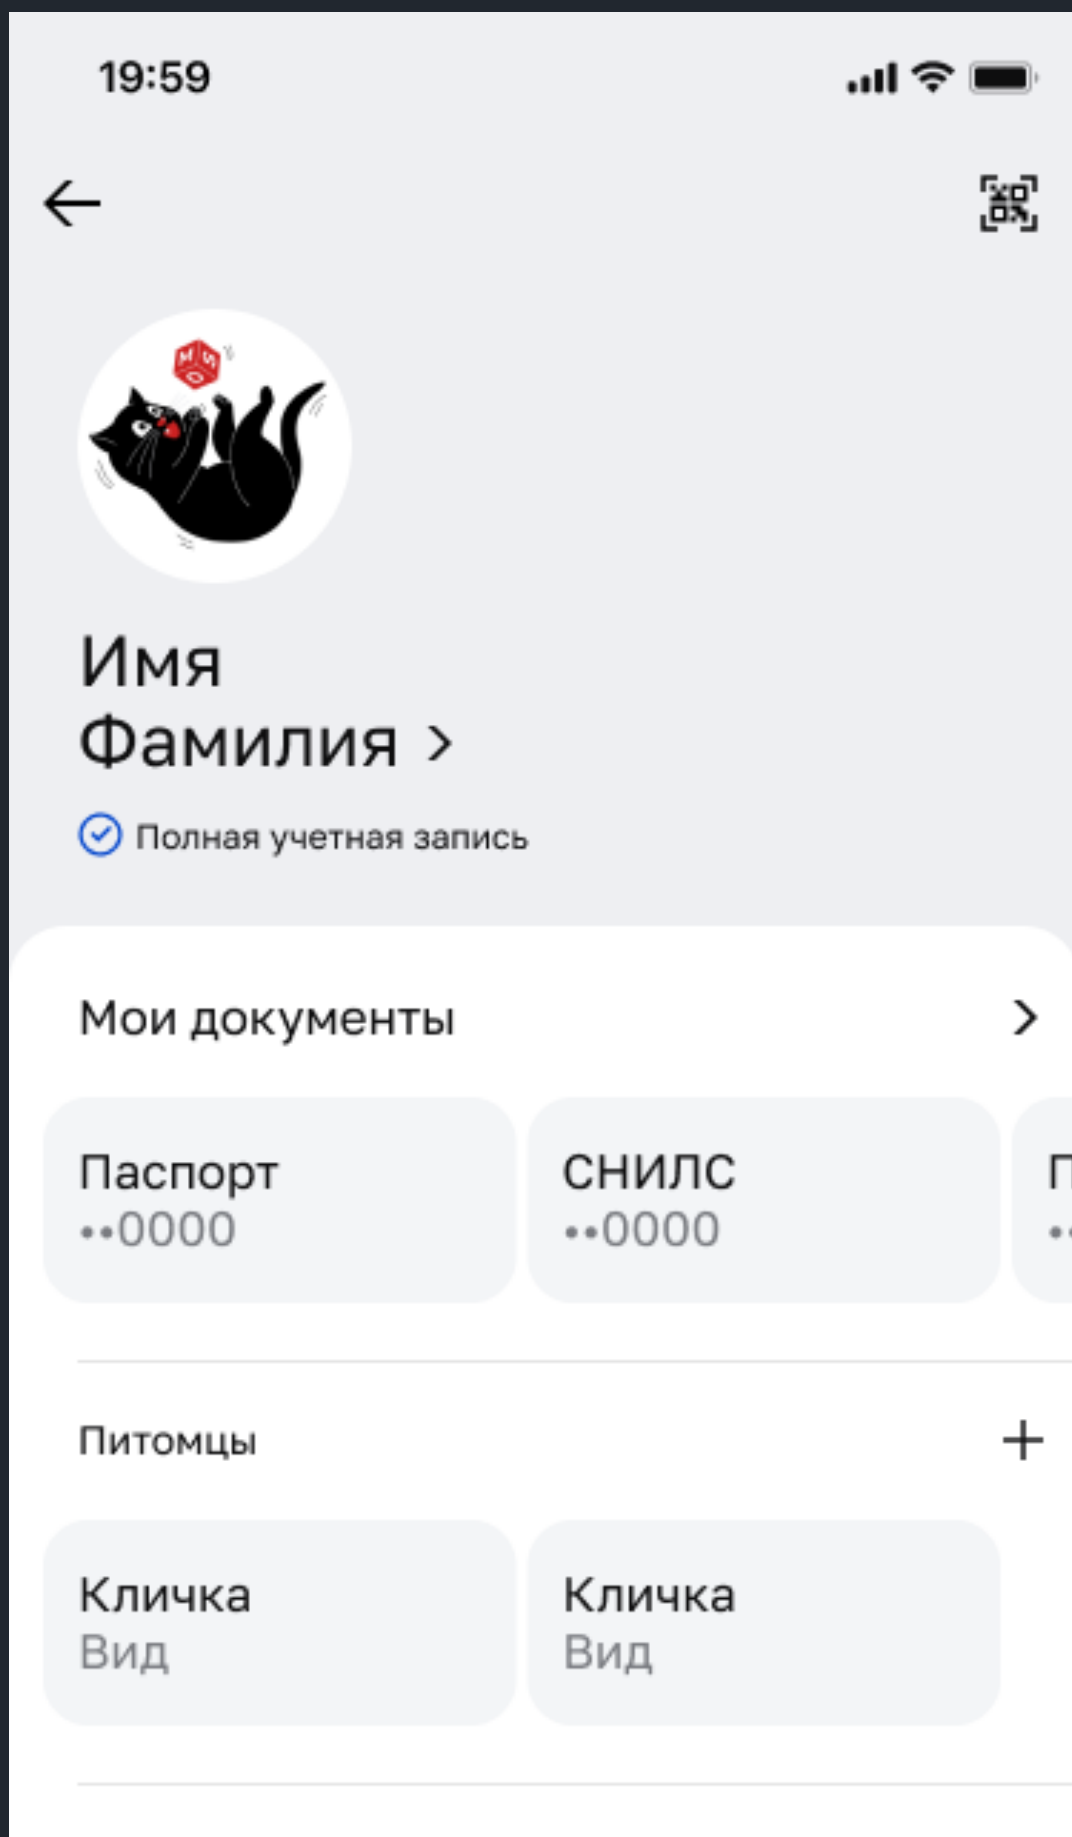 19:59
Имя
Фамилия
Полная учетная запись
Мои документы
Паспорт
••0000
СНИЛС
••0000
Питомцы
Кличка
Вид
Кличка
Вид